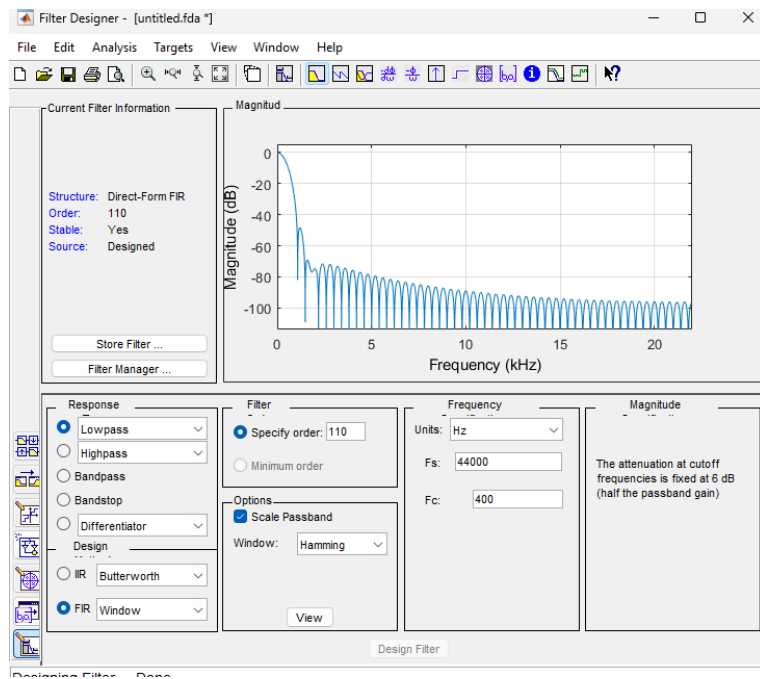 Filter Designer - [untitled.fda *]
File Edit Analysis Targets View Window Help
Current Filter Information
Structure: Direct-Form FIR
Order: 110
Stable: Yes
Source: Designed
Store Filter ...
Filter Manager ...
Magnitud
Magnitude (dB)
0
-20
-40
-60
-80
-100
0 5 10 15 20
Frequency (kHz)
Response
Lowpass
Highpass
Bandpass
Bandstop
Differentiator
Design
IIR Butterworth
FIR Window
Filter
Specify order: 110
Minimum order
Options
Scale Passband
Window: Hamming
View
Frequency
Units: Hz
Fs: 44000
Fc: 400
Magnitude
The attenuation at cutoff
frequencies is fixed at 6 dB
(half the passband gain)
Design Filter
Designing Filter ... Done